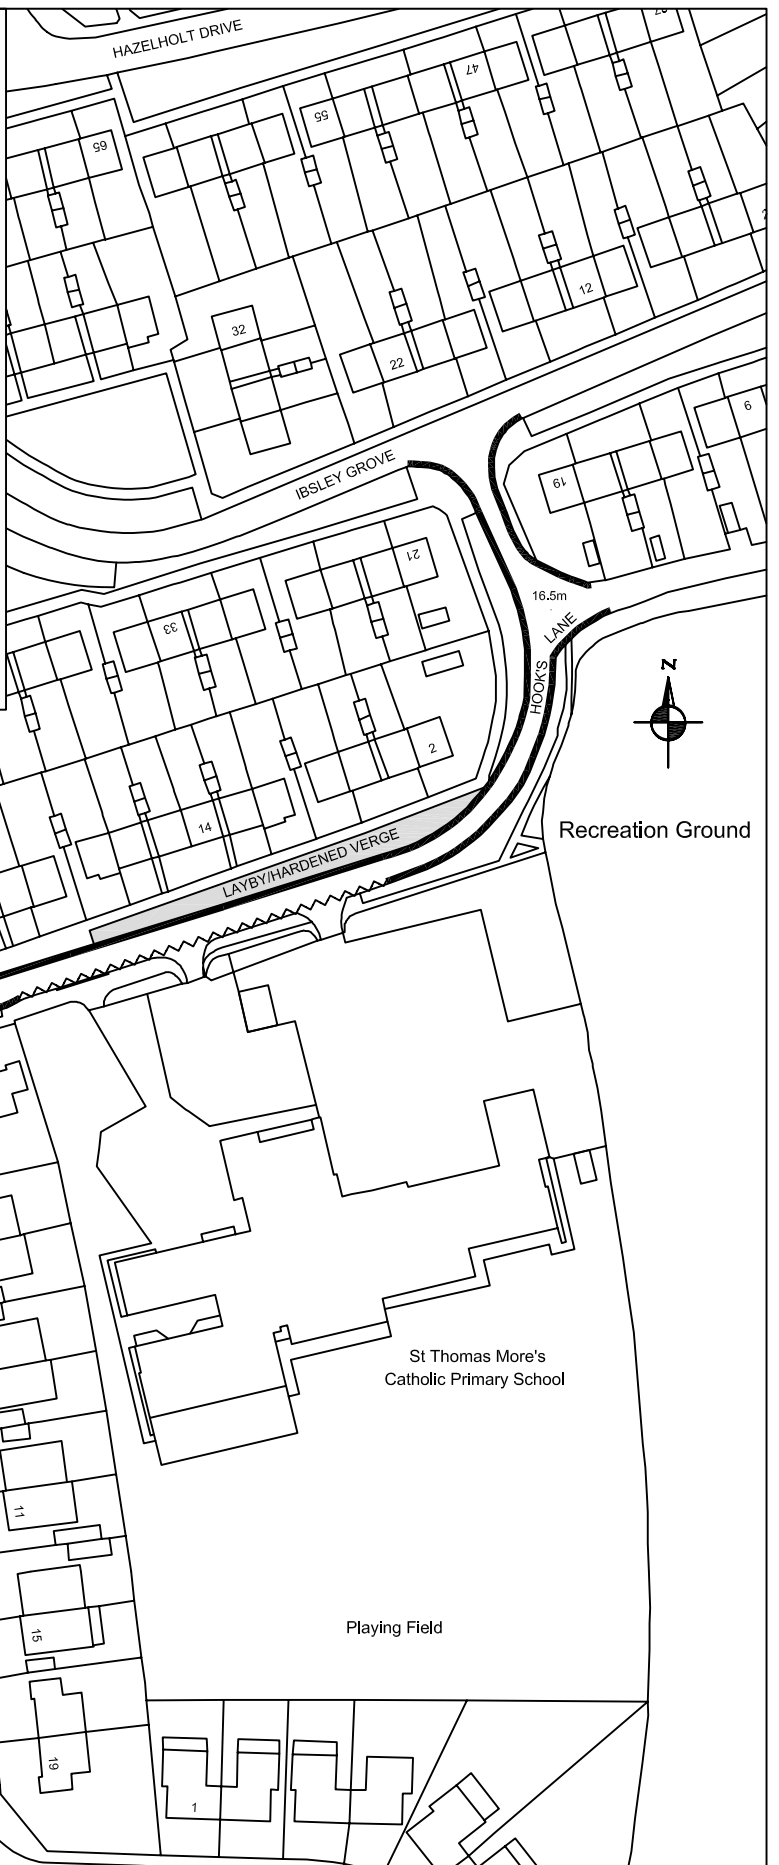 HAZELHOLT DRIVE
47
55
65
12
32
22
9
19
IBSLEY GROVE
21
16.5m
33
HOOK'S LANE
N
2
14
LAYBY/HARDENED VERGE
Recreation Ground
St Thomas More's
Catholic Primary School
11
15
Playing Field
19
1